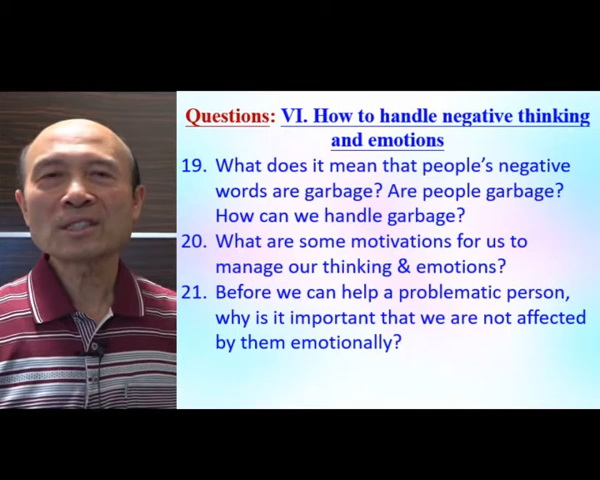 Questions: VI. How to handle negative thinking
and emotions
19. What does it mean that people's negative
words are garbage? Are people garbage?
How can we handle garbage?
20. What are some motivations for us to
manage our thinking & emotions?
21. Before we can help a problematic person,
why is it important that we are not affected
by them emotionally?